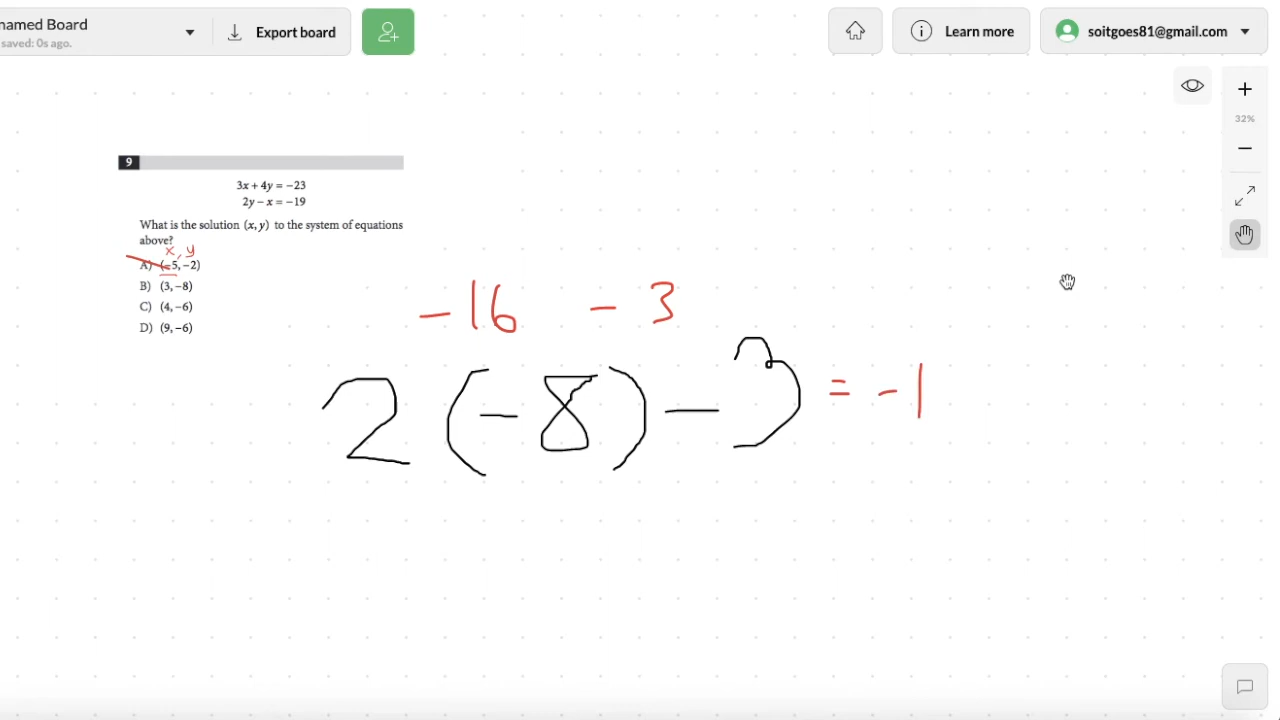 named Board
saved: 0s ago.
Export board
Learn more
soitgoes81@gmail.com
32%
9
3x + 4y = −23
2y − x = −19
What is the solution (x, y) to the system of equations
above?
x, y
A) (−5, −2)
B) (3, −8)
C) (4, −6)
D) (9, −6)
−16 − 3
2(−8) − 3 = −1